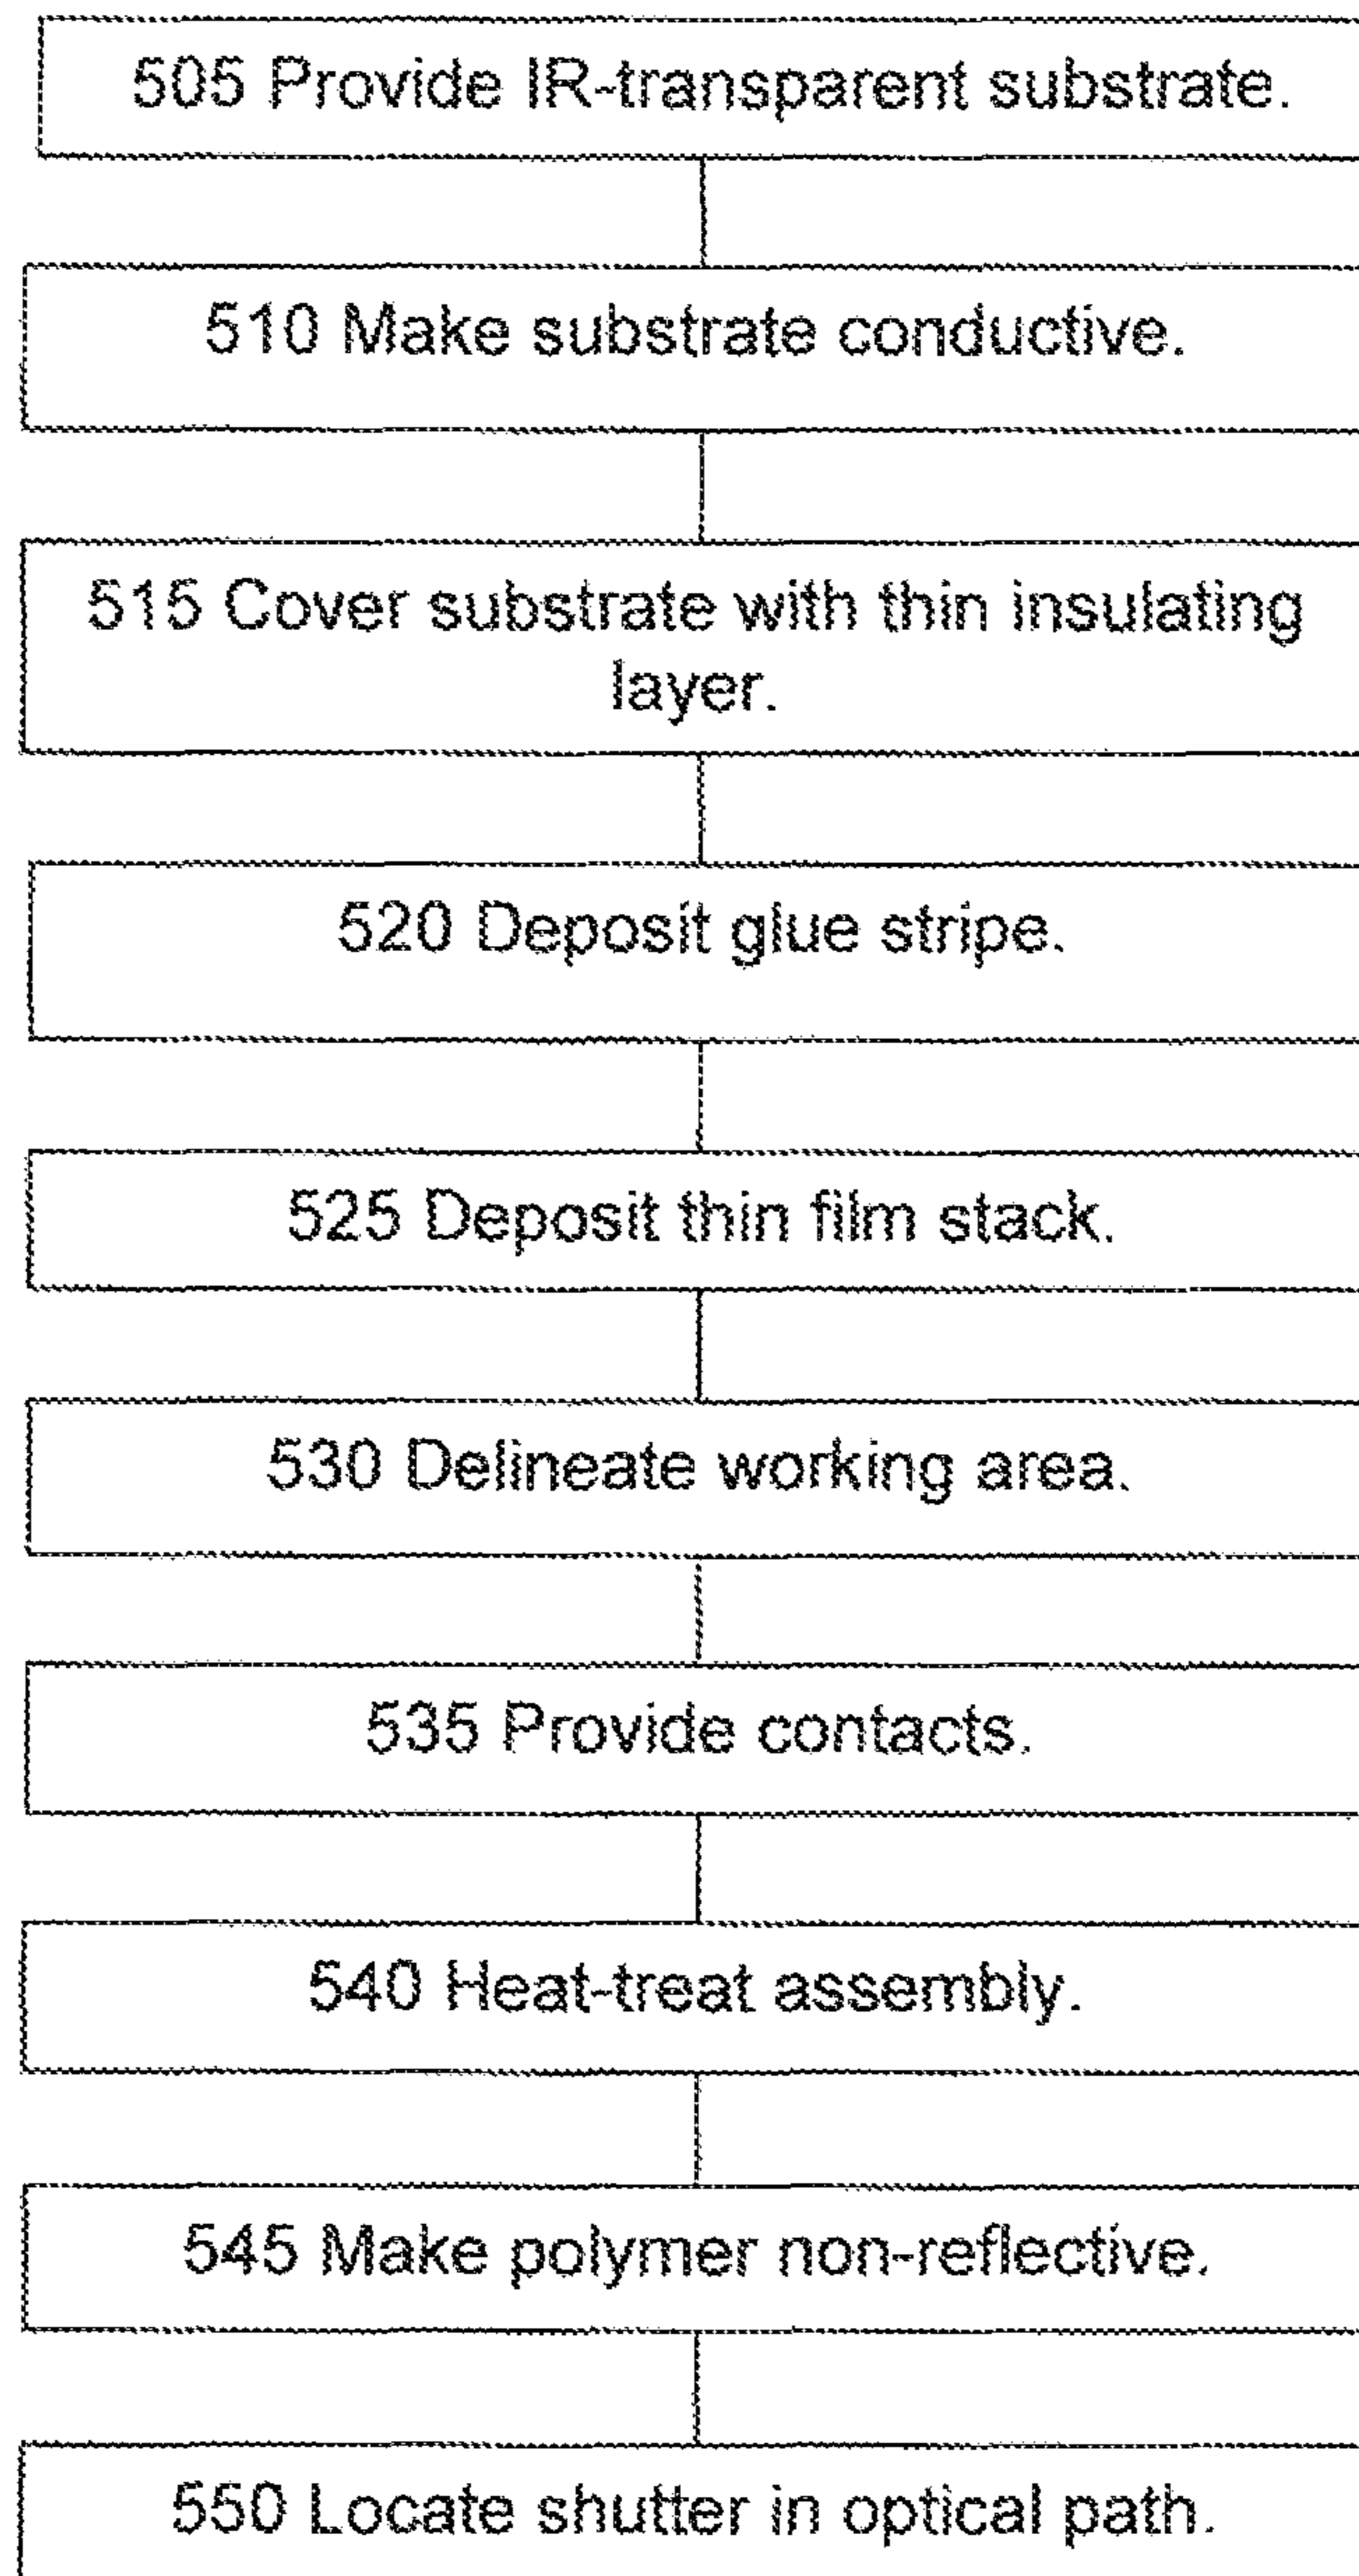 505 Provide IR-transparent substrate.
510 Make substrate conductive.
515 Cover substrate with thin insulating
layer.
520 Deposit glue stripe.
525 Deposit thin film stack.
530 Delineate working area.
535 Provide contacts.
540 Heat-treat assembly.
545 Make polymer non-reflective.
550 Locate shutter in optical path.